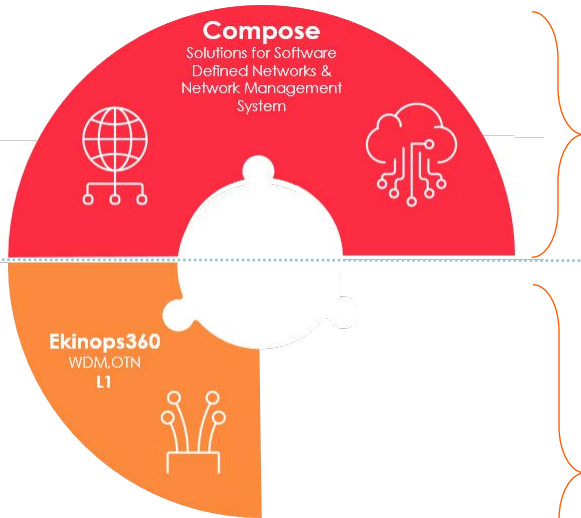 Compose
Solutions for Software
Defined Networks &
Network Management
System
Ekinops360
WDM,OTN
L1